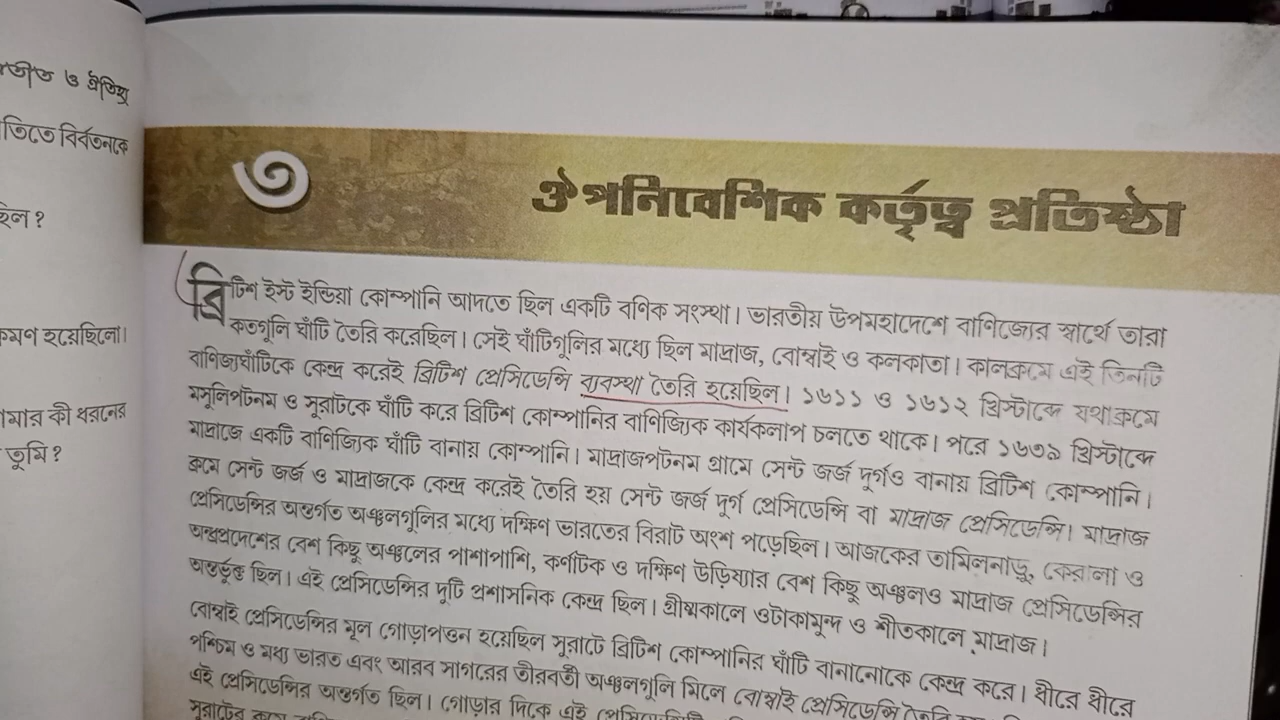 তীত ও ঐতিহ্য
তিতে বিবর্তনকে
ছিল?
ক্রমণ হয়েছিলো।
মার কী ধরনের
তুমি?
৩
ঔপনিবেশিক কর্তৃত্ব প্রতিষ্ঠা
ব্রিটিশ ইস্ট ইন্ডিয়া কোম্পানি আদতে ছিল একটি বণিক সংস্থা। ভারতীয় উপমহাদেশে বাণিজ্যের স্বার্থে তারা
কতগুলি ঘাঁটি তৈরি করেছিল। সেই ঘাঁটিগুলির মধ্যে ছিল মাদ্রাজ, বোম্বাই ও কলকাতা। কালক্রমে এই তিনটি
বাণিজ্যঘাঁটিকে কেন্দ্র করেই ব্রিটিশ প্রেসিডেন্সি ব্যবস্থা তৈরি হয়েছিল। ১৬১১ ও ১৬১২ খ্রিস্টাব্দে যথাক্রমে
মসুলিপটনম ও সুরাটকে ঘাঁটি করে ব্রিটিশ কোম্পানির বাণিজ্যিক কার্যকলাপ চলতে থাকে। পরে ১৬৩৯ খ্রিস্টাব্দে
মাদ্রাজে একটি বাণিজ্যিক ঘাঁটি বানায় কোম্পানি। মাদ্রাজপটনম গ্রামে সেন্ট জর্জ দুর্গও বানায় ব্রিটিশ কোম্পানি।
ক্রমে সেন্ট জর্জ ও মাদ্রাজকে কেন্দ্র করেই তৈরি হয় সেন্ট জর্জ দুর্গ প্রেসিডেন্সি বা মাদ্রাজ প্রেসিডেন্সি। মাদ্রাজ
প্রেসিডেন্সির অন্তর্গত অঞ্চলগুলির মধ্যে দক্ষিণ ভারতের বিরাট অংশ পড়েছিল। আজকের তামিলনাড়ু, কেরালা ও
অন্ধ্রপ্রদেশের বেশ কিছু অঞ্চলের পাশাপাশি, কর্ণাটক ও দক্ষিণ উড়িষ্যার বেশ কিছু অঞ্চলও মাদ্রাজ প্রেসিডেন্সির
অন্তর্ভুক্ত ছিল। এই প্রেসিডেন্সির দুটি প্রশাসনিক কেন্দ্র ছিল। গ্রীষ্মকালে ওটাকামুন্দ ও শীতকালে মাদ্রাজ।
বোম্বাই প্রেসিডেন্সির মূল গোড়াপত্তন হয়েছিল সুরাটে ব্রিটিশ কোম্পানির ঘাঁটি বানানোকে কেন্দ্র করে। ধীরে ধীরে
পশ্চিম ও মধ্য ভারত এবং আরব সাগরের তীরবর্তী অঞ্চলগুলি মিলে বোম্বাই প্রেসিডেন্সি তৈরি
এই প্রেসিডেন্সির অন্তর্গত ছিল। গোড়ার দিকে এই
সুরাটের